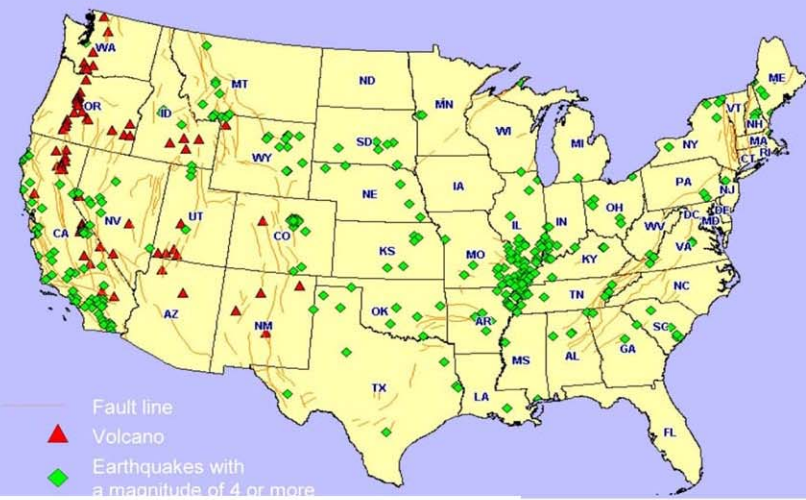 WA
MT
ND
MN
ME
OR
ID
SD
WI
MI
VT
NH
NY
MA
CT
RI
WY
NE
IA
PA
NJ
NV
UT
CO
IL
IN
OH
DC
DE
MD
CA
KS
MO
WV
VA
KY
AZ
NM
OK
AR
TN
NC
SC
MS
AL
GA
TX
LA
FL
Fault line
Volcano
Earthquakes with
a magnitude of 4 or more